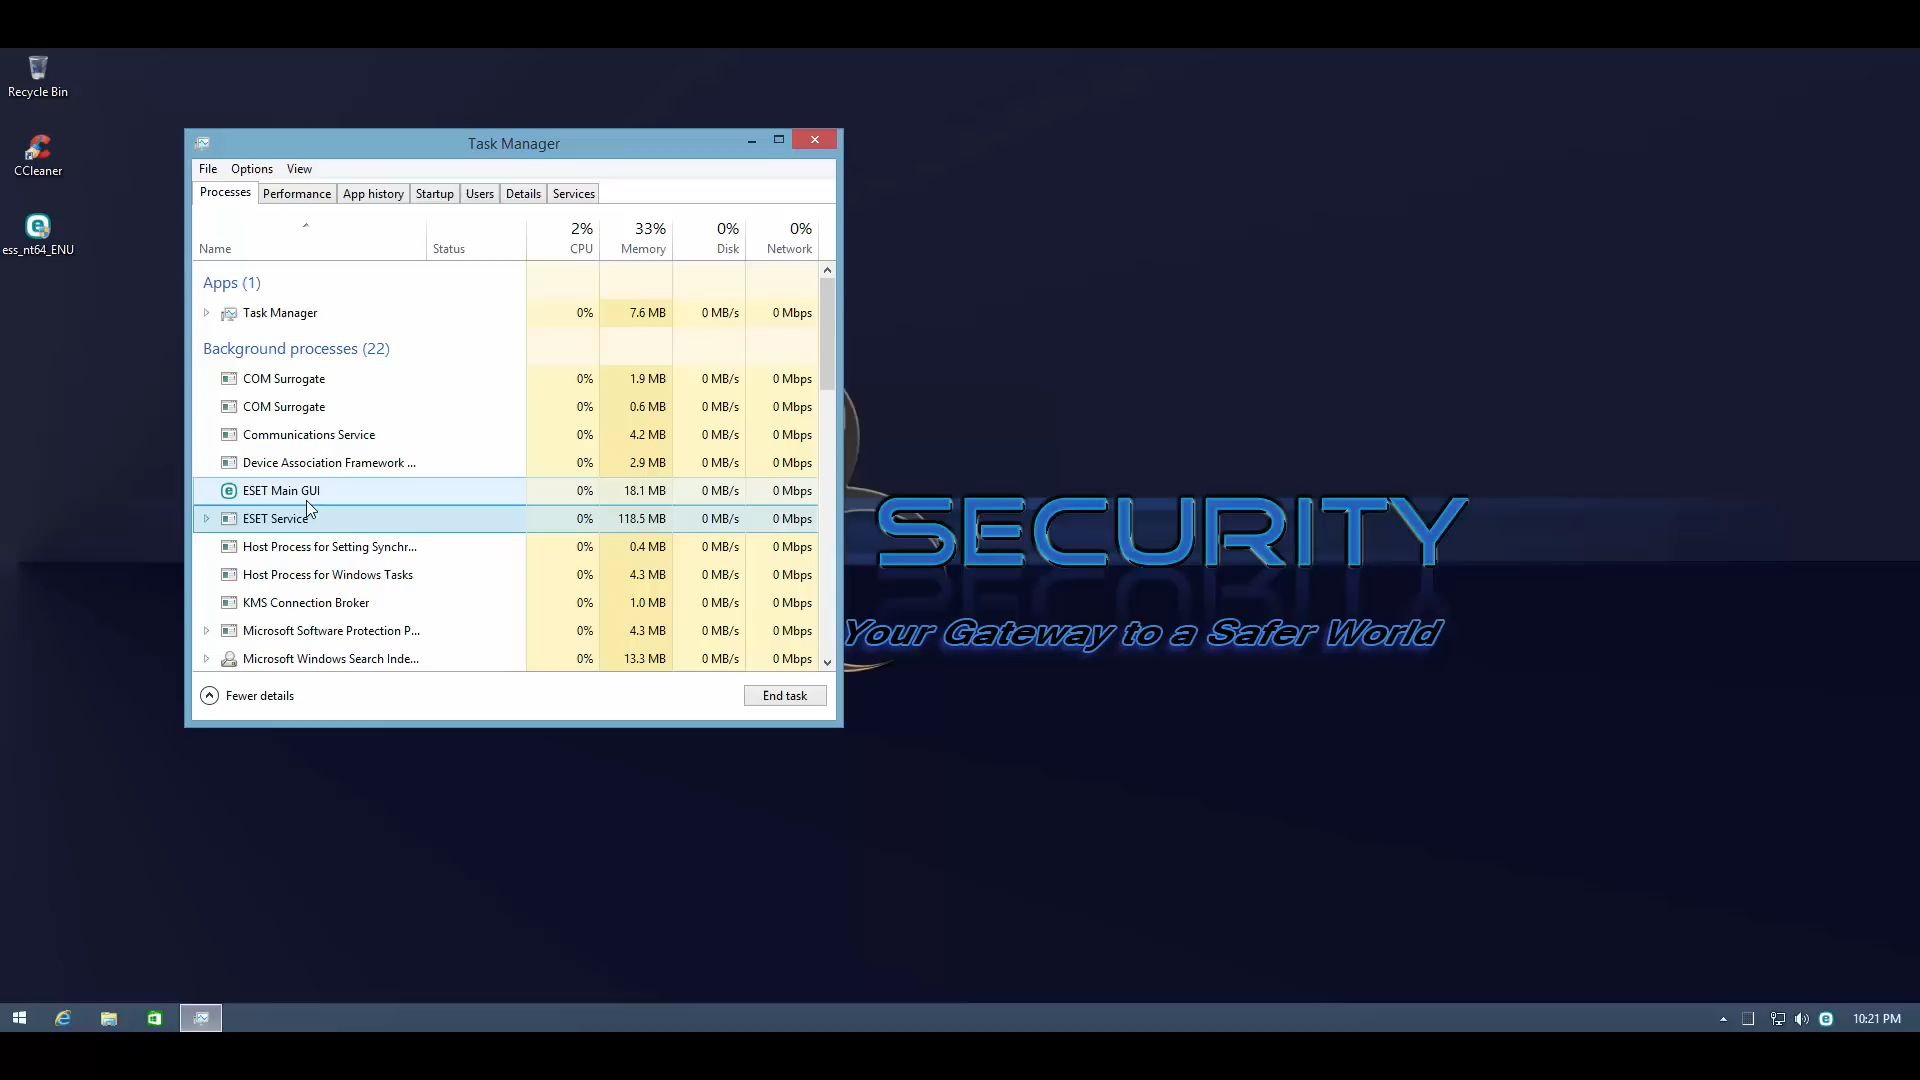 Recycle Bin
CCleaner
ess_nt64_ENU
Task Manager
File Options View
Processes Performance App history Startup Users Details Services
2% 33% 0% 0%
Name Status CPU Memory Disk Network
Apps (1)
Task Manager 0% 7.6 MB 0 MB/s 0 Mbps
Background processes (22)
COM Surrogate 0% 1.9 MB 0 MB/s 0 Mbps
COM Surrogate 0% 0.6 MB 0 MB/s 0 Mbps
Communications Service 0% 4.2 MB 0 MB/s 0 Mbps
Device Association Framework ... 0% 2.9 MB 0 MB/s 0 Mbps
ESET Main GUI 0% 18.1 MB 0 MB/s 0 Mbps
ESET Service 0% 118.5 MB 0 MB/s 0 Mbps
Host Process for Setting Synchr... 0% 0.4 MB 0 MB/s 0 Mbps
Host Process for Windows Tasks 0% 4.3 MB 0 MB/s 0 Mbps
KMS Connection Broker 0% 1.0 MB 0 MB/s 0 Mbps
Microsoft Software Protection P... 0% 4.3 MB 0 MB/s 0 Mbps
Microsoft Windows Search Inde... 0% 13.3 MB 0 MB/s 0 Mbps
Fewer details End task
SECURITY
Your Gateway to a Safer World
10:21 PM